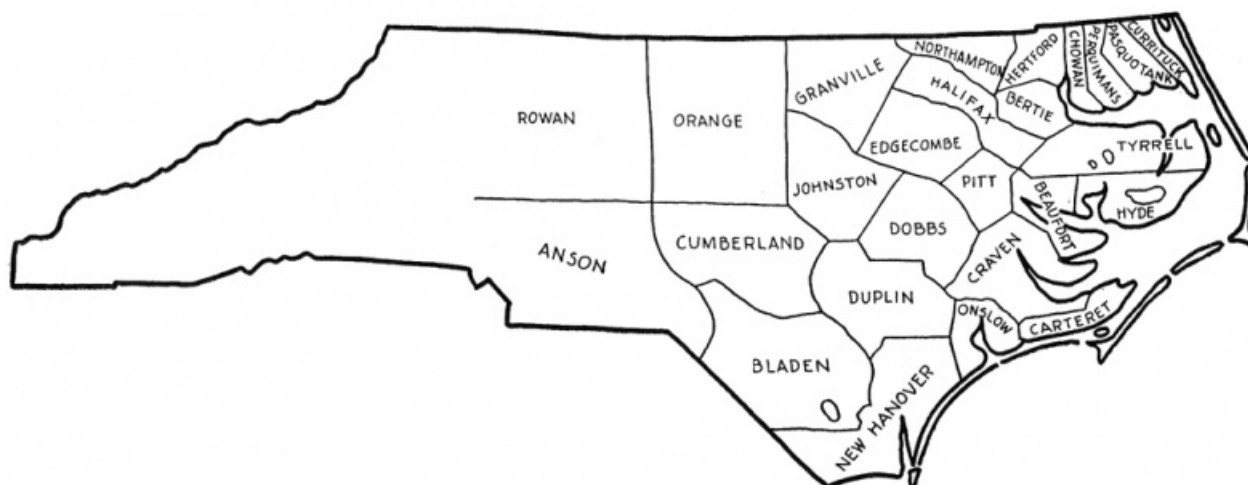 NORTHAMPTON
HERTFORD
CHOWAN
PERQUIMANS
PASQUOTANK
CURRITUCK
GRANVILLE
HALIFAX
BERTIE
ROWAN
ORANGE
EDGECOMBE
TYRRELL
JOHNSTON
PITT
BEAUFORT
HYDE
ANSON
CUMBERLAND
DOBBS
CRAVEN
DUPLIN
ONSLOW
CARTERET
BLADEN
NEW HANOVER